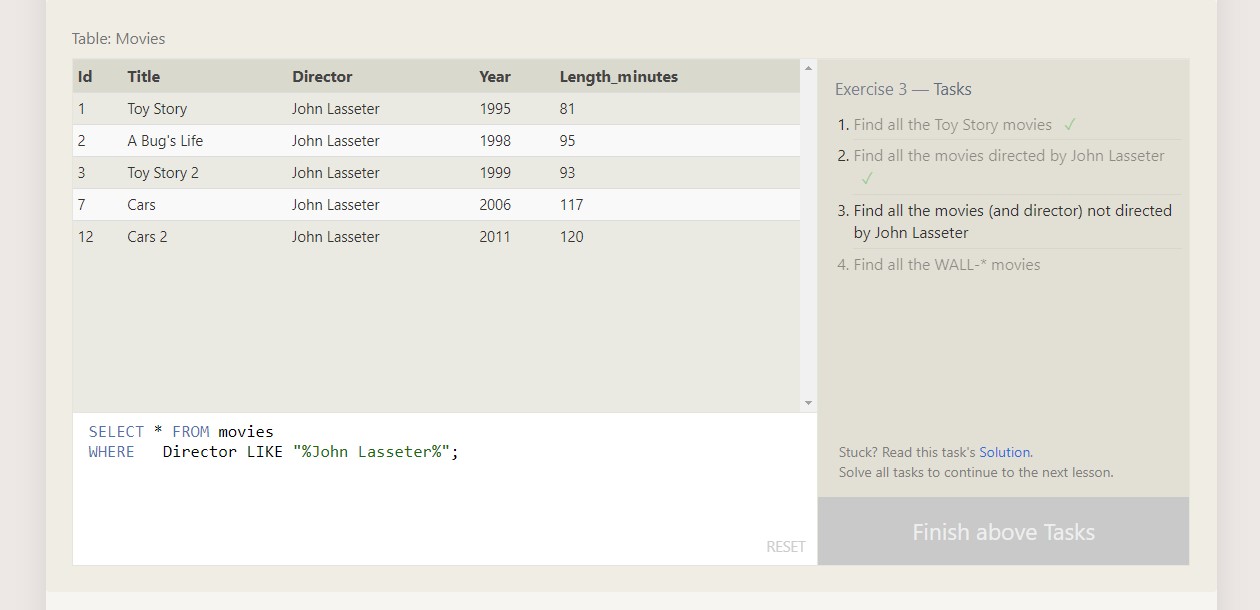 Table: Movies
Id Title Director Year Length_minutes
1 Toy Story John Lasseter 1995 81
2 A Bug's Life John Lasseter 1998 95
3 Toy Story 2 John Lasseter 1999 93
7 Cars John Lasseter 2006 117
12 Cars 2 John Lasseter 2011 120
SELECT * FROM movies
WHERE   Director LIKE "%John Lasseter%";
RESET
Exercise 3 — Tasks
1. Find all the Toy Story movies ✓
2. Find all the movies directed by John Lasseter
✓
3. Find all the movies (and director) not directed
by John Lasseter
4. Find all the WALL-* movies
Stuck? Read this task's Solution.
Solve all tasks to continue to the next lesson.
Finish above Tasks